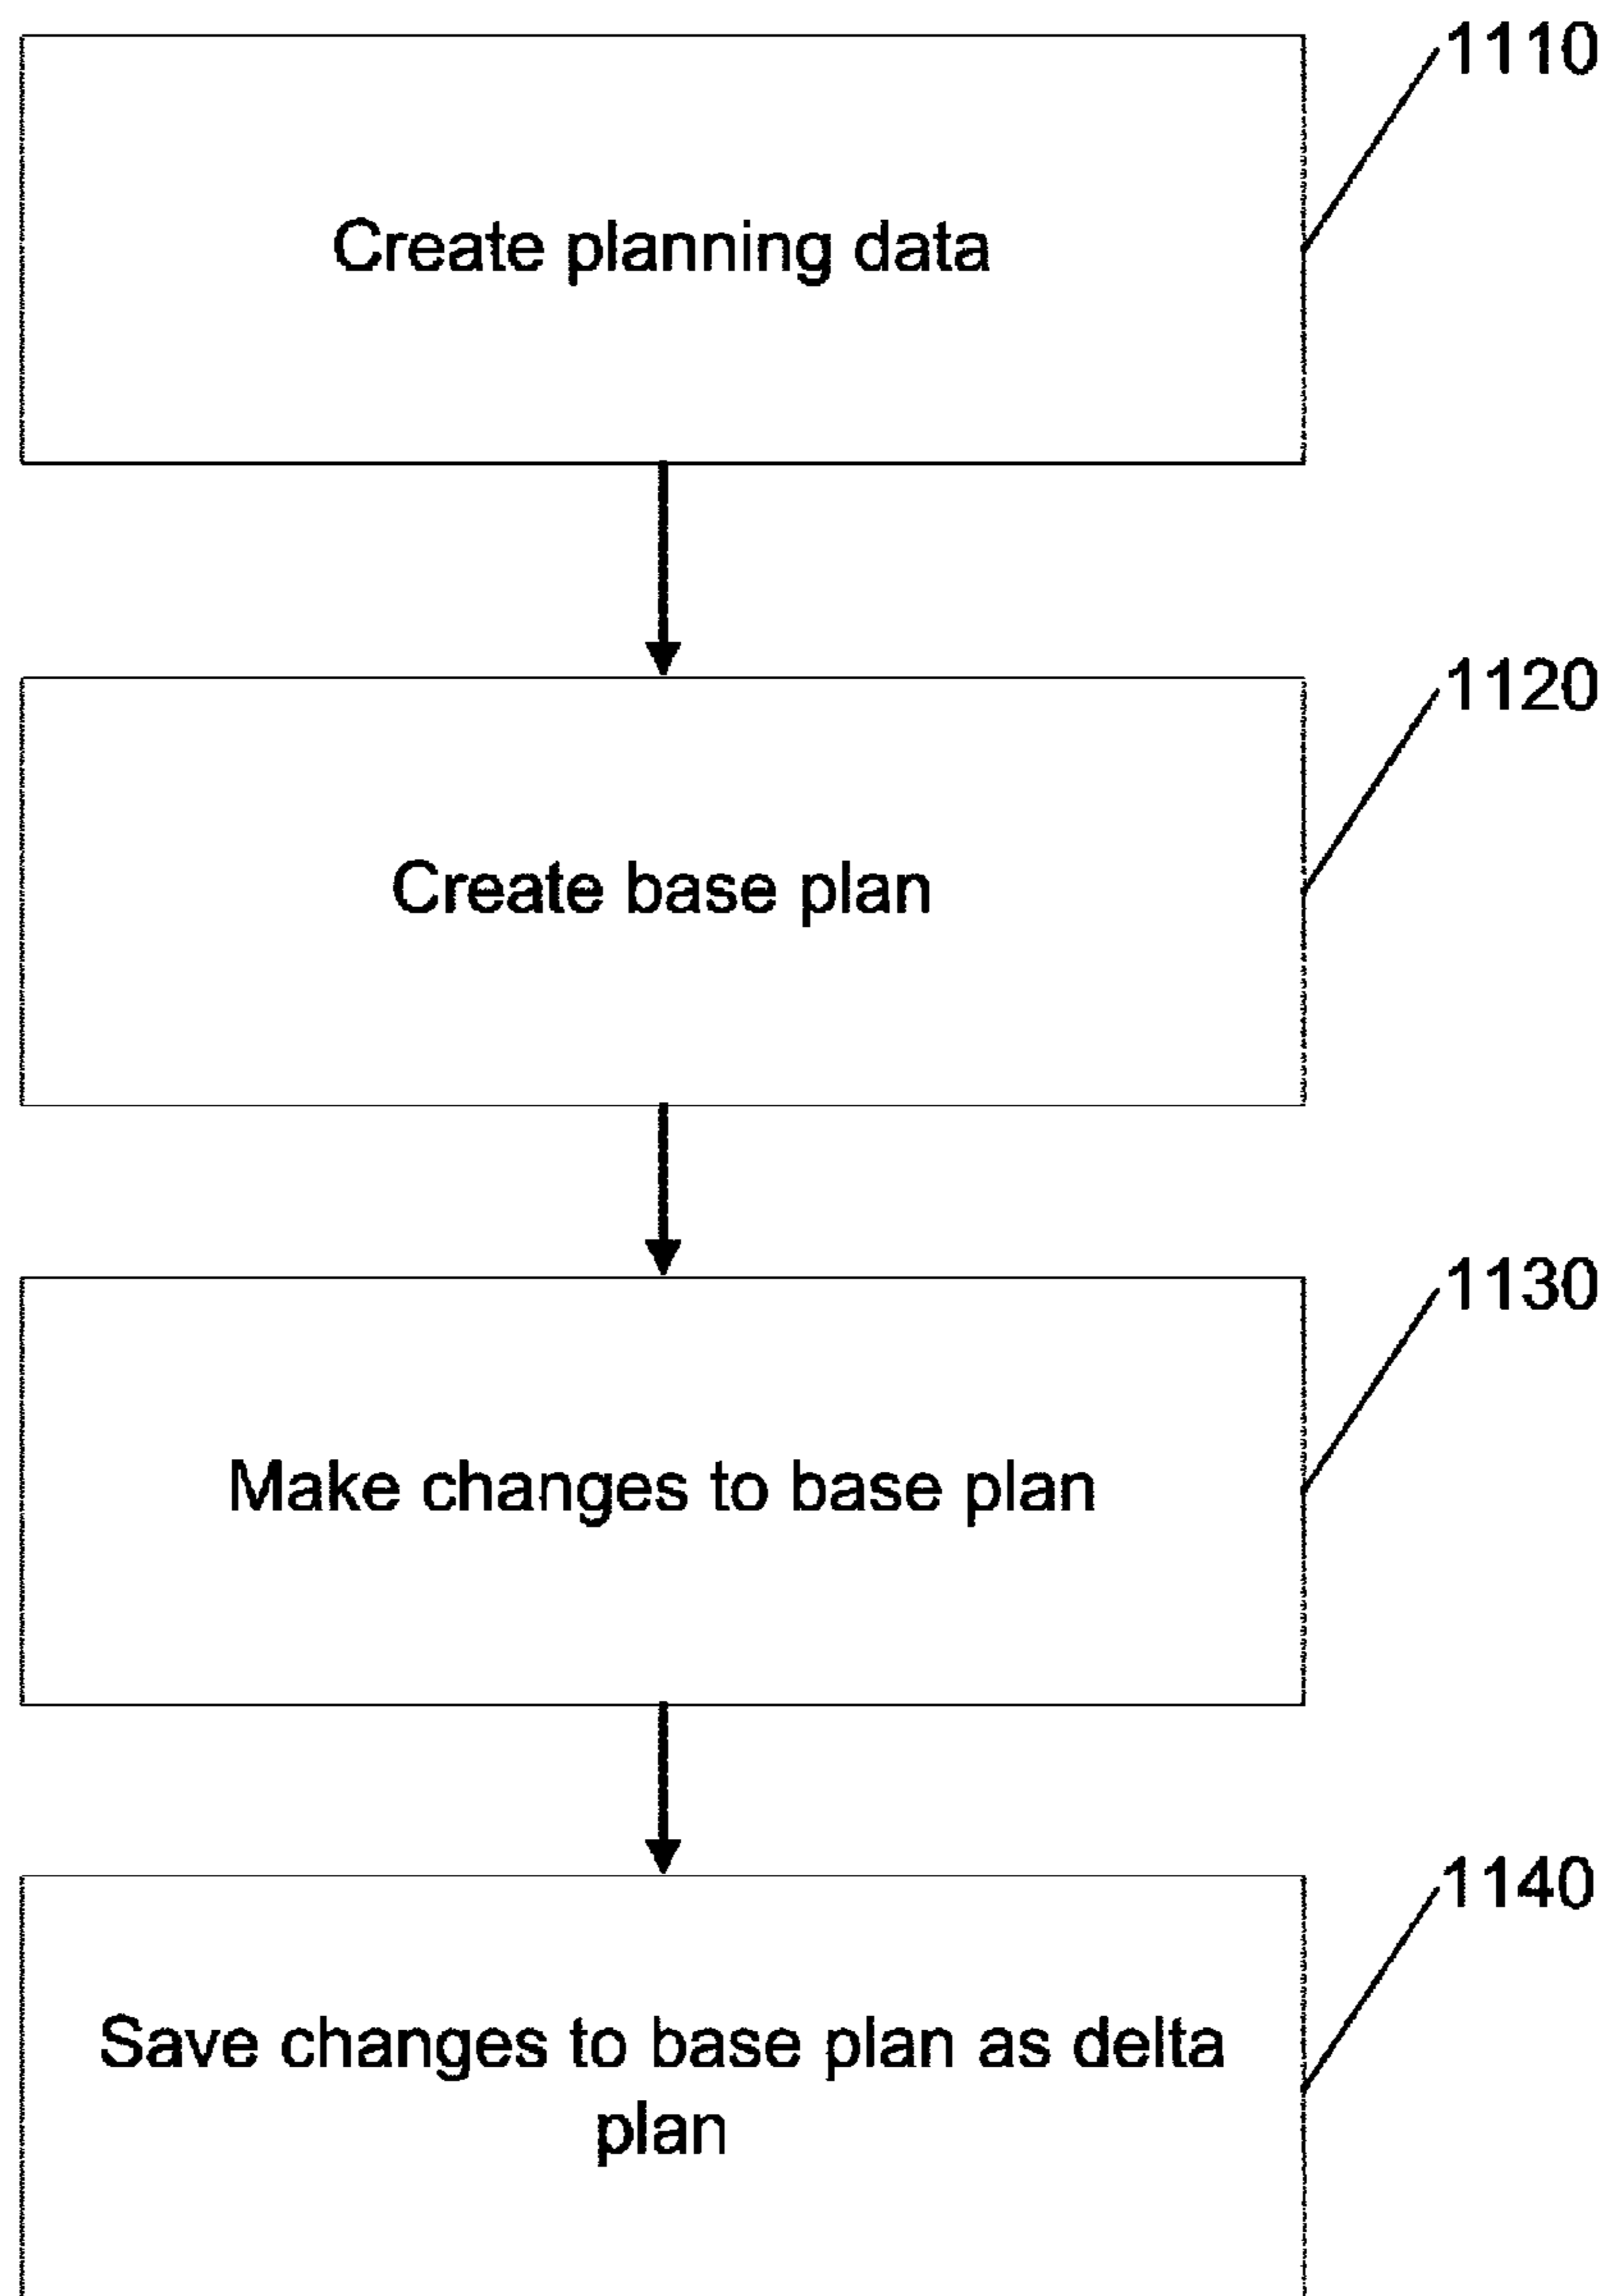 1110
Create planning data
1120
Create base plan
1130
Make changes to base plan
1140
Save changes to base plan as delta
plan